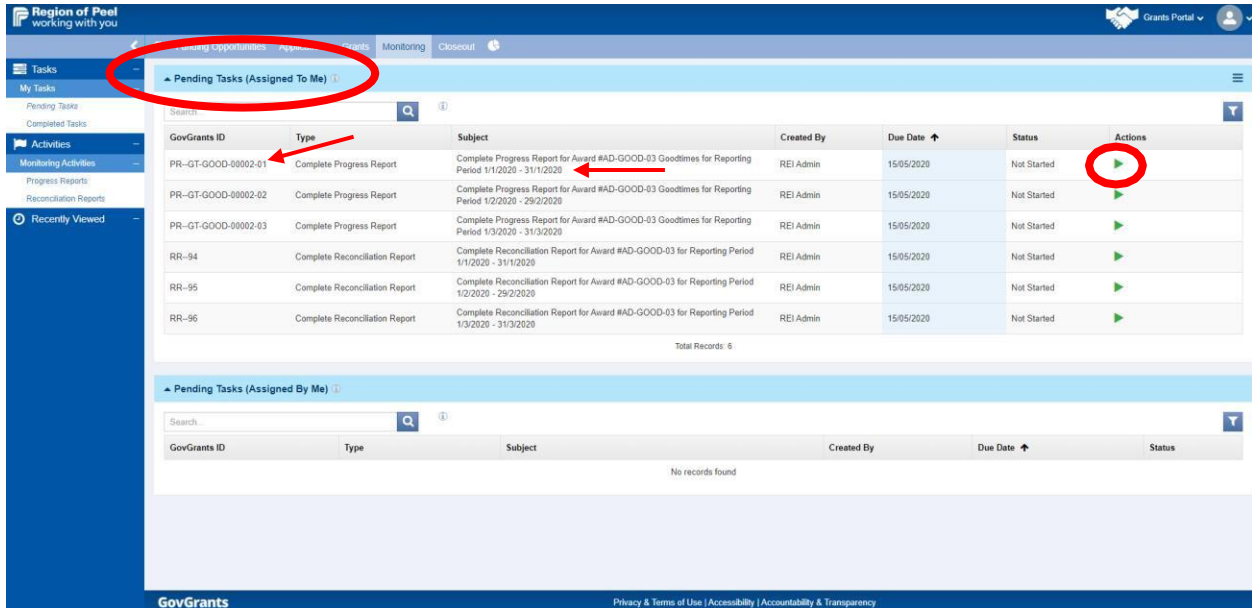 Region of Peel
working with you
Grants Portal
Funding Opportunities Grants Monitoring Closeout
Tasks
My Tasks
Pending Tasks
Completed Tasks
Activities
Monitoring Activities
Progress Reports
Reconciliation Reports
Recently Viewed
Pending Tasks (Assigned To Me)
Search...
GovGrants ID Type Subject Created By Due Date Status Actions
PR--GT-GOOD-00002-01 Complete Progress Report Complete Progress Report for Award #AD-GOOD-03 Goodtimes for Reporting Period 1/1/2020 - 31/1/2020 REI Admin 15/05/2020 Not Started
PR--GT-GOOD-00002-02 Complete Progress Report Complete Progress Report for Award #AD-GOOD-03 Goodtimes for Reporting Period 1/2/2020 - 29/2/2020 REI Admin 15/05/2020 Not Started
PR--GT-GOOD-00002-03 Complete Progress Report Complete Progress Report for Award #AD-GOOD-03 Goodtimes for Reporting Period 1/3/2020 - 31/3/2020 REI Admin 15/05/2020 Not Started
RR--94 Complete Reconciliation Report Complete Reconciliation Report for Award #AD-GOOD-03 for Reporting Period 1/1/2020 - 31/1/2020 REI Admin 15/05/2020 Not Started
RR--95 Complete Reconciliation Report Complete Reconciliation Report for Award #AD-GOOD-03 for Reporting Period 1/2/2020 - 29/2/2020 REI Admin 15/05/2020 Not Started
RR--96 Complete Reconciliation Report Complete Reconciliation Report for Award #AD-GOOD-03 for Reporting Period 1/3/2020 - 31/3/2020 REI Admin 15/05/2020 Not Started
Total Records: 6
Pending Tasks (Assigned By Me)
Search...
GovGrants ID Type Subject Created By Due Date Status
No records found
GovGrants
Privacy & Terms of Use | Accessibility | Accountability & Transparency